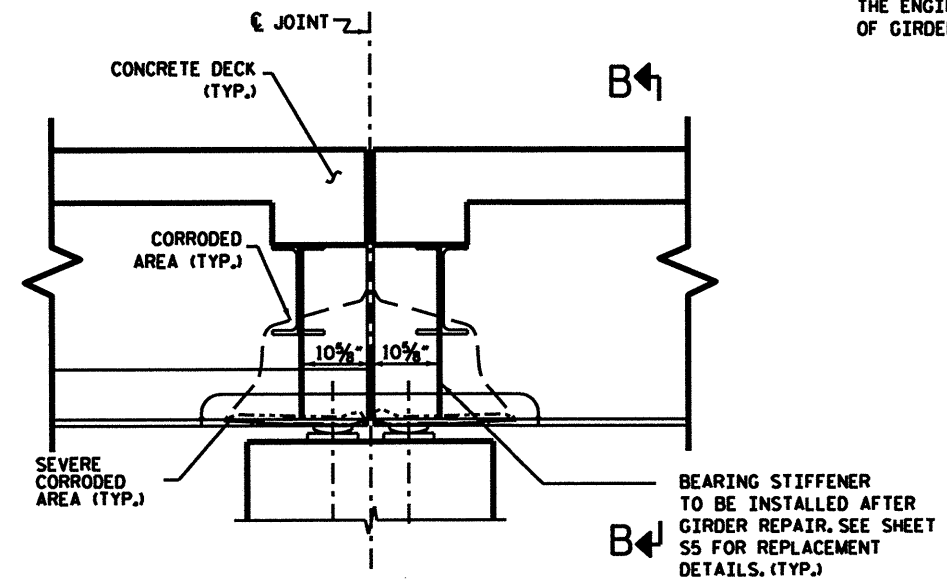 THE ENGI
OF GIRDE
℄ JOINT
CONCRETE DECK
(TYP.)
B
CORRODED
AREA (TYP.)
10⅝" 10⅝"
SEVERE
CORRODED
AREA (TYP.)
BEARING STIFFENER
TO BE INSTALLED AFTER
GIRDER REPAIR. SEE SHEET
S5 FOR REPLACEMENT
DETAILS. (TYP.)
B